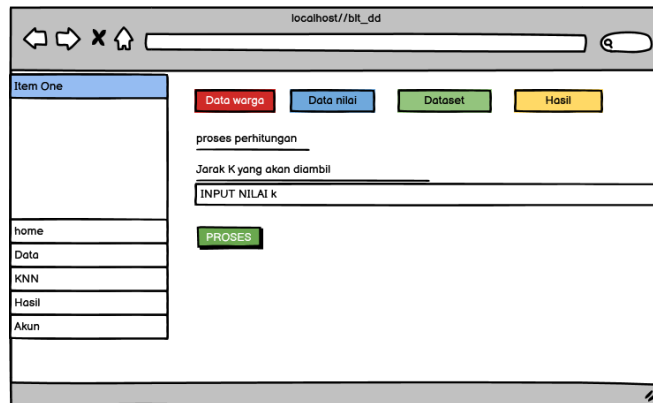 localhost//blt_dd
Item One
Data warga
Data nilai
Dataset
Hasil
proses perhitungan
Jarak K yang akan diambil
INPUT NILAI k
PROSES
home
Data
KNN
Hasil
Akun